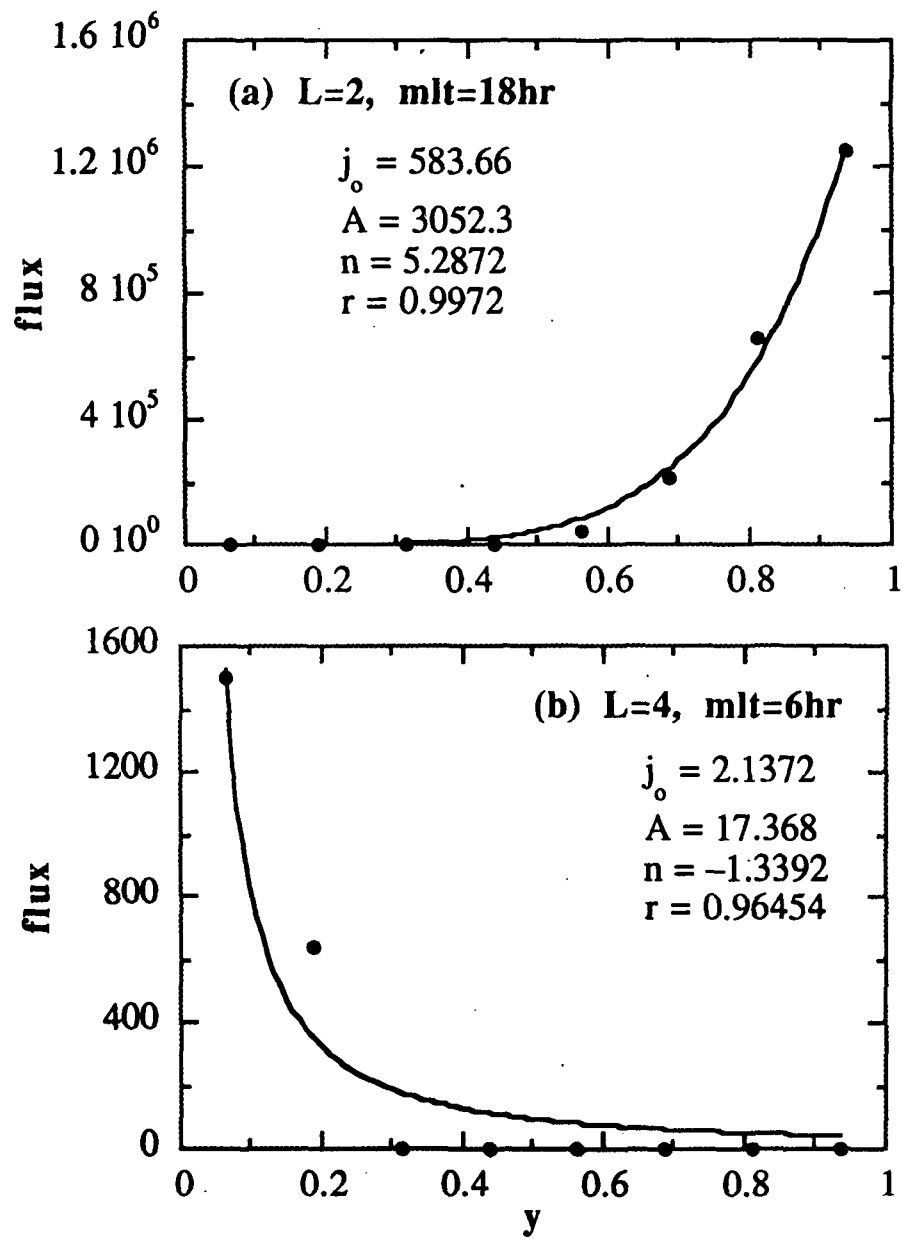 1.6 10⁶
(a) L=2, mlt=18hr
jₒ = 583.66
A = 3052.3
n = 5.2872
r = 0.9972
1.2 10⁶
8 10⁵
4 10⁵
0 10⁰
flux
0 0.2 0.4 0.6 0.8 1
1600
(b) L=4, mlt=6hr
jₒ = 2.1372
A = 17.368
n = –1.3392
r = 0.96454
1200
800
400
0
flux
0 0.2 0.4 0.6 0.8 1
y